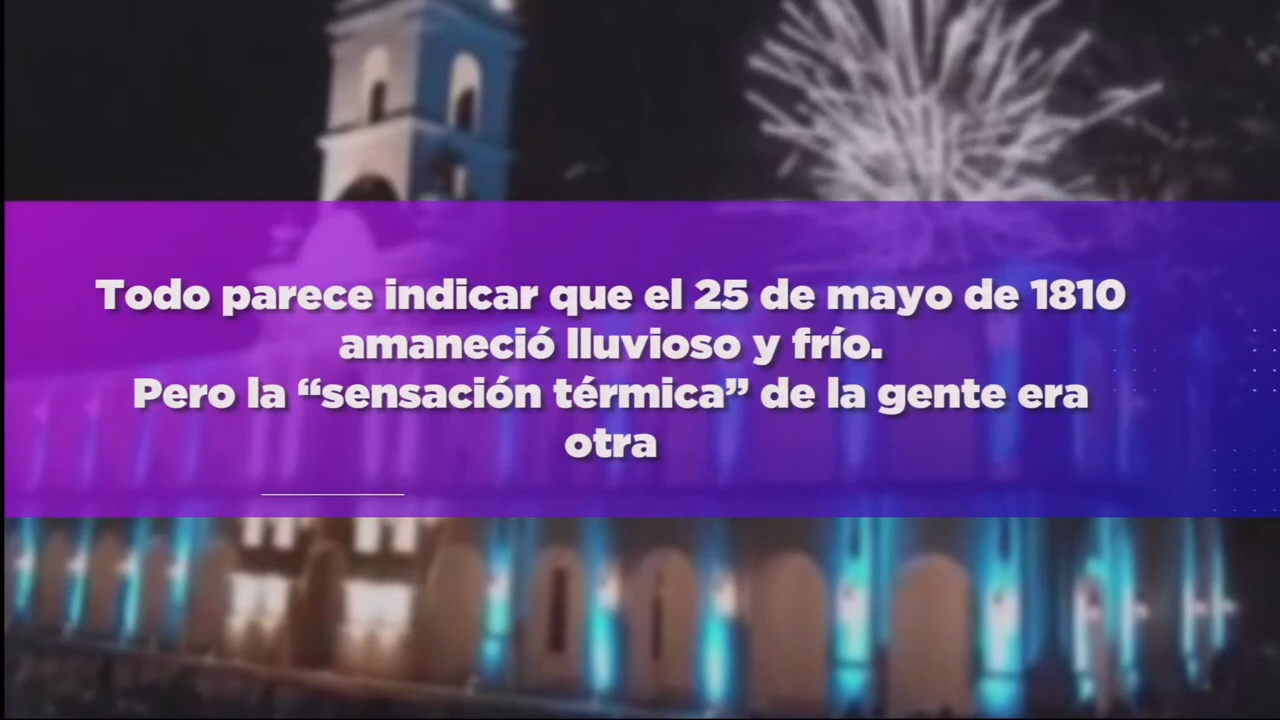 Todo parece indicar que el 25 de mayo de 1810
amaneció lluvioso y frío.
Pero la “sensación térmica” de la gente era
otra